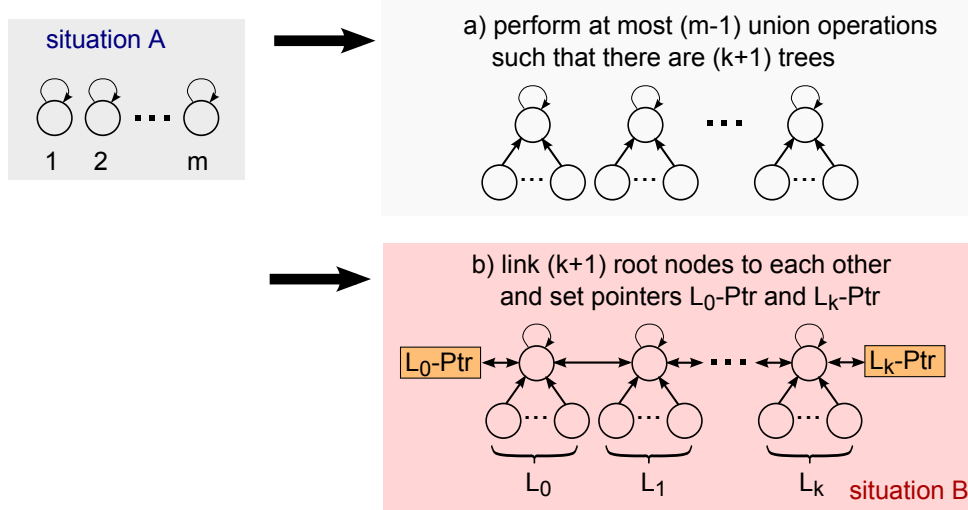 situation A
1 2 ... m
a) perform at most (m-1) union operations
such that there are (k+1) trees
... ... ... ...
b) link (k+1) root nodes to each other
and set pointers L₀-Ptr and Lₖ-Ptr
L₀-Ptr ... Lₖ-Ptr
... ... ...
L₀ L₁ Lₖ
situation B